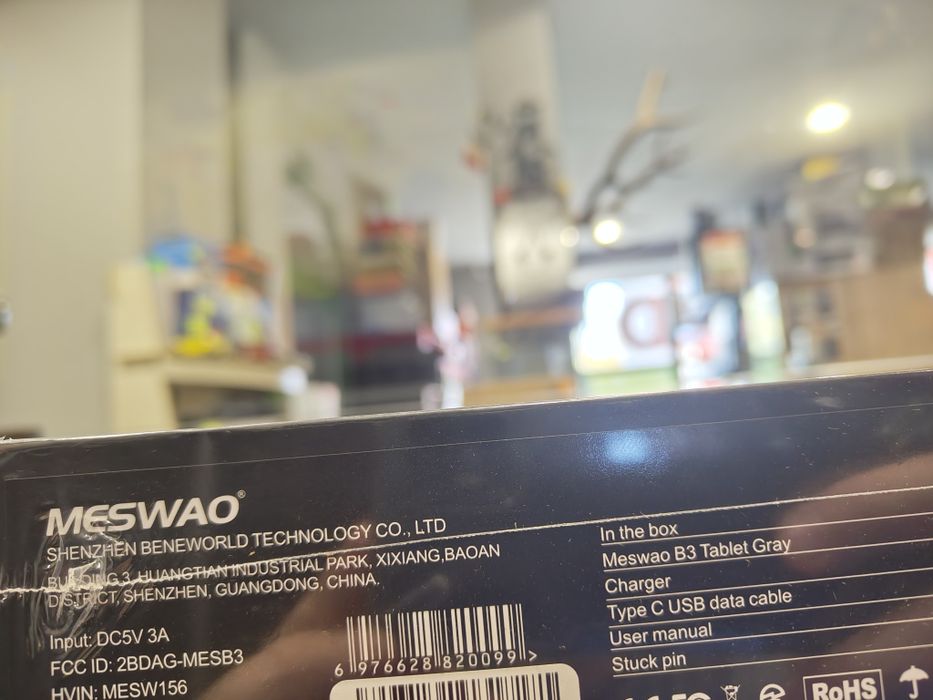 MESWAO®
SHENZHEN BENEWORLD TECHNOLOGY CO., LTD
BUILDING 3, HUANGTIAN INDUSTRIAL PARK, XIXIANG,BAOAN
DISTRICT, SHENZHEN, GUANGDONG, CHINA.
Input: DC5V 3A
FCC ID: 2BDAG-MESB3
HVIN: MESW156
6 976628 820099 >
In the box
Meswao B3 Tablet Gray
Charger
Type C USB data cable
User manual
Stuck pin
RoHS